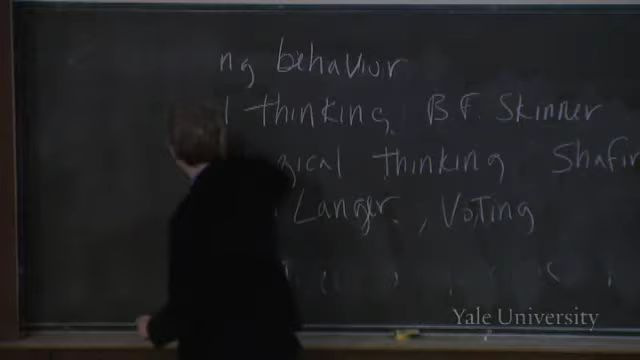 ng behavior
l thinking, B.F. Skinner
gical thinking Shafir
Langer, Voting
Yale University